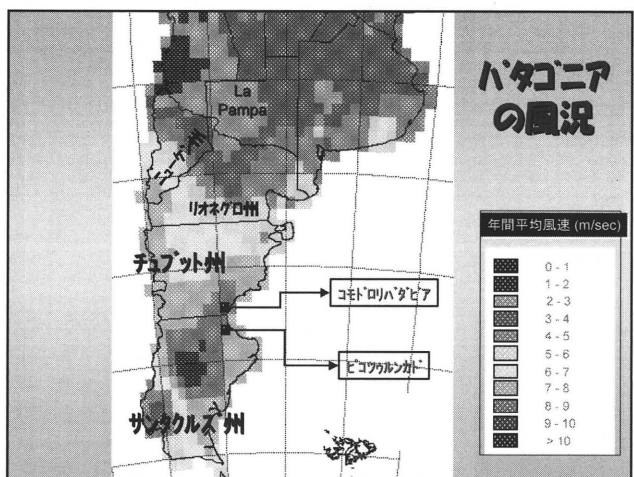 パタゴニア
の風況
La
Pampa
ニューケン州
リオネグロ州
チュブット州
コモドロリバダビア
ピコツゥルンカド
サンタクルズ 州
年間平均風速 (m/sec)
0 - 1
1 - 2
2 - 3
3 - 4
4 - 5
5 - 6
6 - 7
7 - 8
8 - 9
9 - 10
> 10